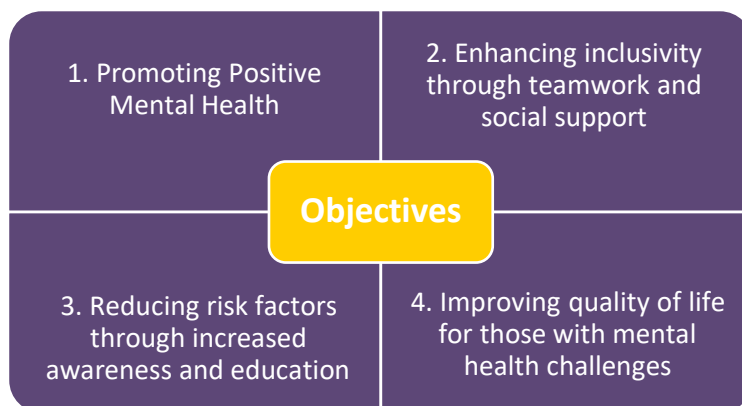 1. Promoting Positive
Mental Health
2. Enhancing inclusivity
through teamwork and
social support
Objectives
3. Reducing risk factors
through increased
awareness and education
4. Improving quality of life
for those with mental
health challenges